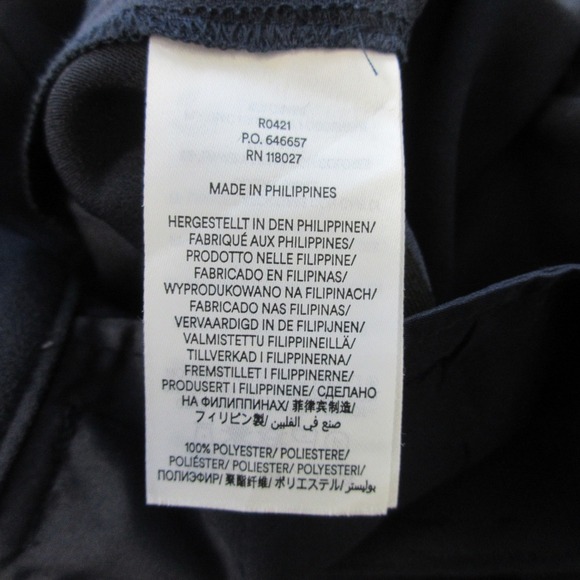 R0421
P.O. 646657
RN 118027
MADE IN PHILIPPINES
HERGESTELLT IN DEN PHILIPPINEN/
FABRIQUÉ AUX PHILIPPINES/
PRODOTTO NELLE FILIPPINE/
FABRICADO EN FILIPINAS/
WYPRODUKOWANO NA FILIPINACH/
FABRICADO NAS FILIPINAS/
VERVAARDIGD IN DE FILIPIJNEN/
VALMISTETTU FILIPPIINEILLÄ/
TILLVERKAD I FILIPPINERNA/
FREMSTILLET I FILIPPINERNE/
PRODUSERT I FILIPPINENE/ СДЕЛАНО
НА ФИЛИППИНАХ/ 菲律宾制造/
フィリピン製/ صنع في الفلبين/
100% POLYESTER/ POLIESTERE/
POLIÉSTER/ POLIESTER/ POLYESTERI/
ПОЛИЭФИР/ 聚酯纤维/ ポリエステル/ بوليستر/